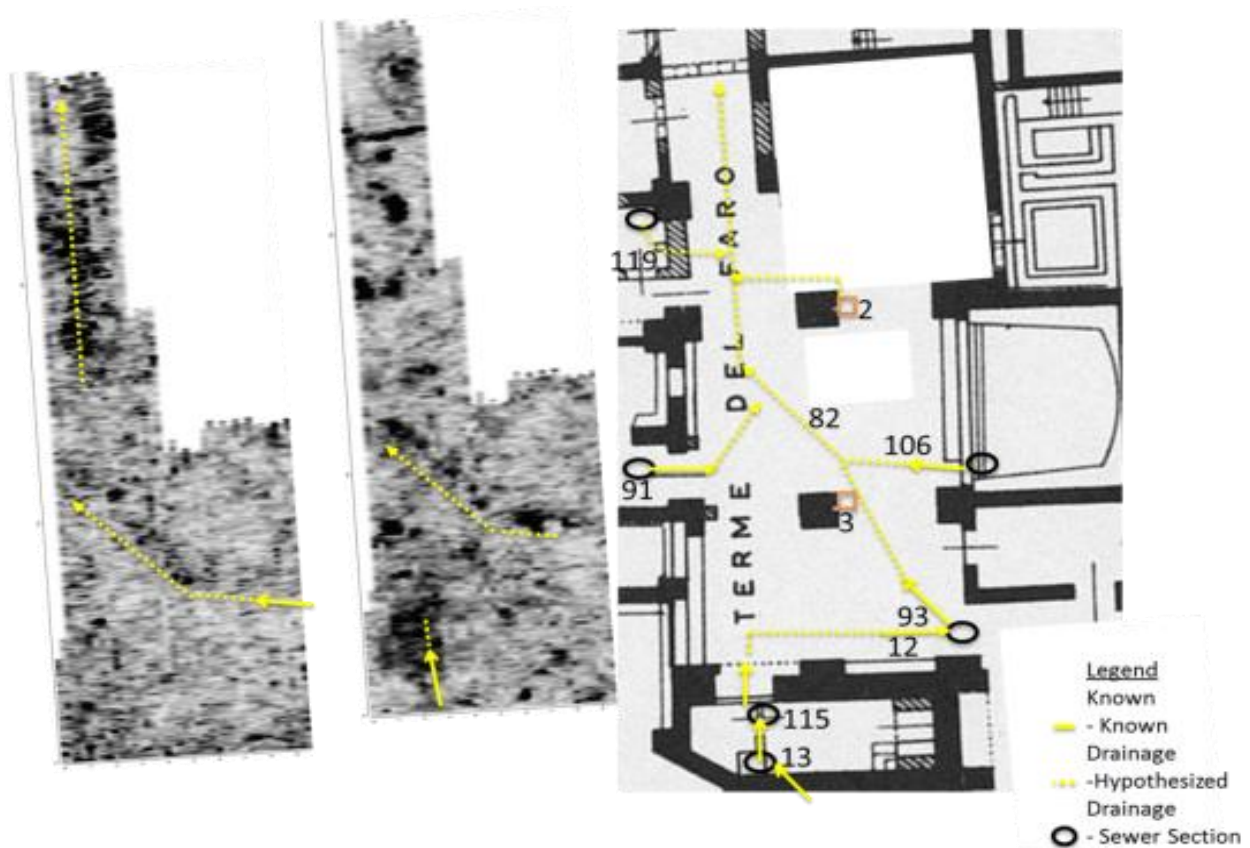 TERME DEL FARO
119
2
82
106
91
3
93
12
115
13
Legend
Known
- Known
Drainage
-Hypothesized
Drainage
- Sewer Section